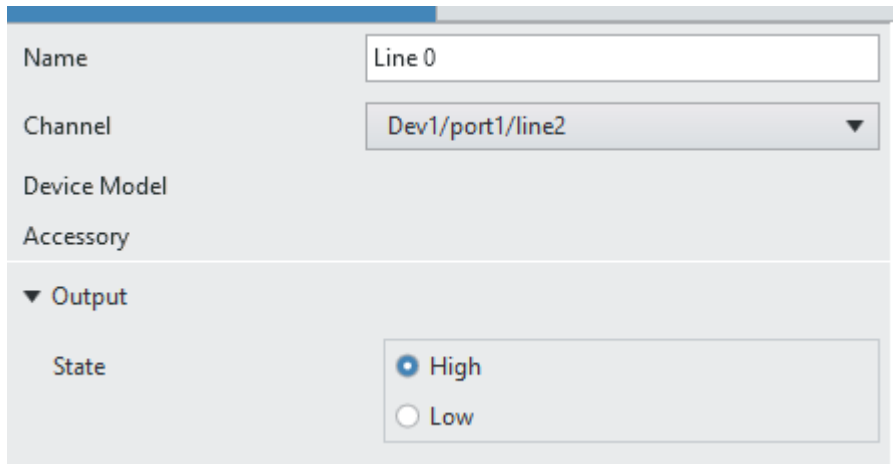 Name Line 0
Channel Dev1/port1/line2
Device Model
Accessory
Output
State High
Low